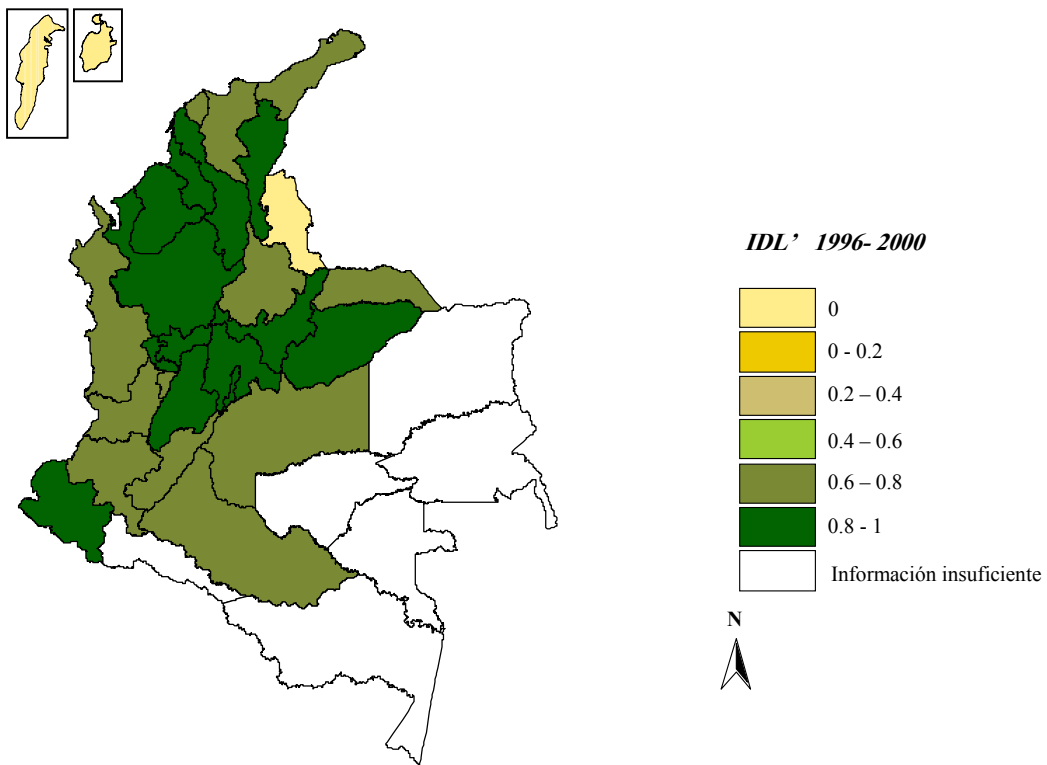 IDL’ 1996- 2000
0
0 - 0.2
0.2 – 0.4
0.4 – 0.6
0.6 – 0.8
0.8 - 1
Información insuficiente
N